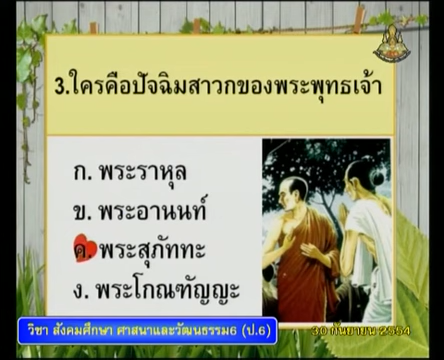 3.ใครคือปัจฉิมสาวกของพระพุทธเจ้า
ก. พระราหุล
ข. พระอานนท์
ค. พระสุภัททะ
ง. พระโกณฑัญญะ
วิชา สังคมศึกษา ศาสนาและวัฒนธรรม6 (ป.6)
30 กันยายน 2554